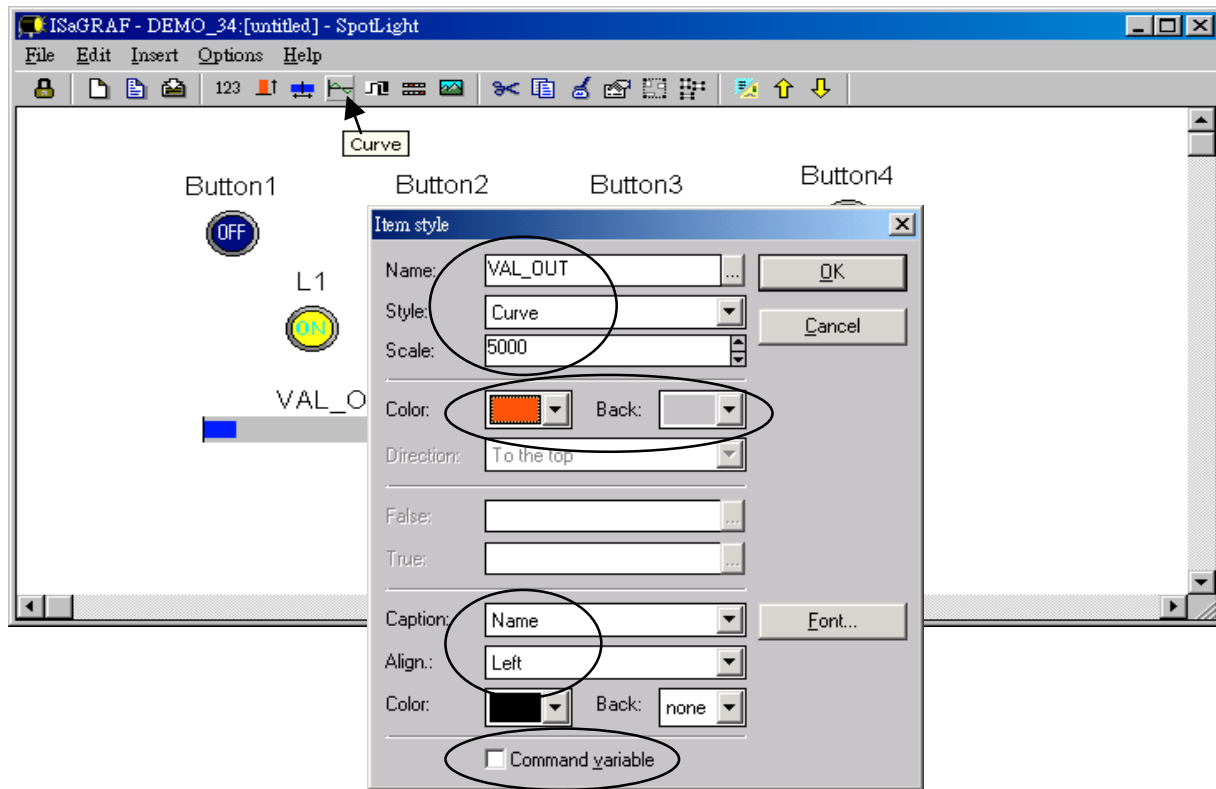 ISaGRAF - DEMO_34:[untitled] - SpotLight
File Edit Insert Options Help
123
Curve
Button1 Button2 Button3 Button4
OFF
L1
ON
VAL_O
Item style
Name: VAL_OUT ... OK
Style: Curve Cancel
Scale: 5000
Color: Back:
Direction: To the top
False: ...
True: ...
Caption: Name Font...
Align.: Left
Color: Back: none
Command variable